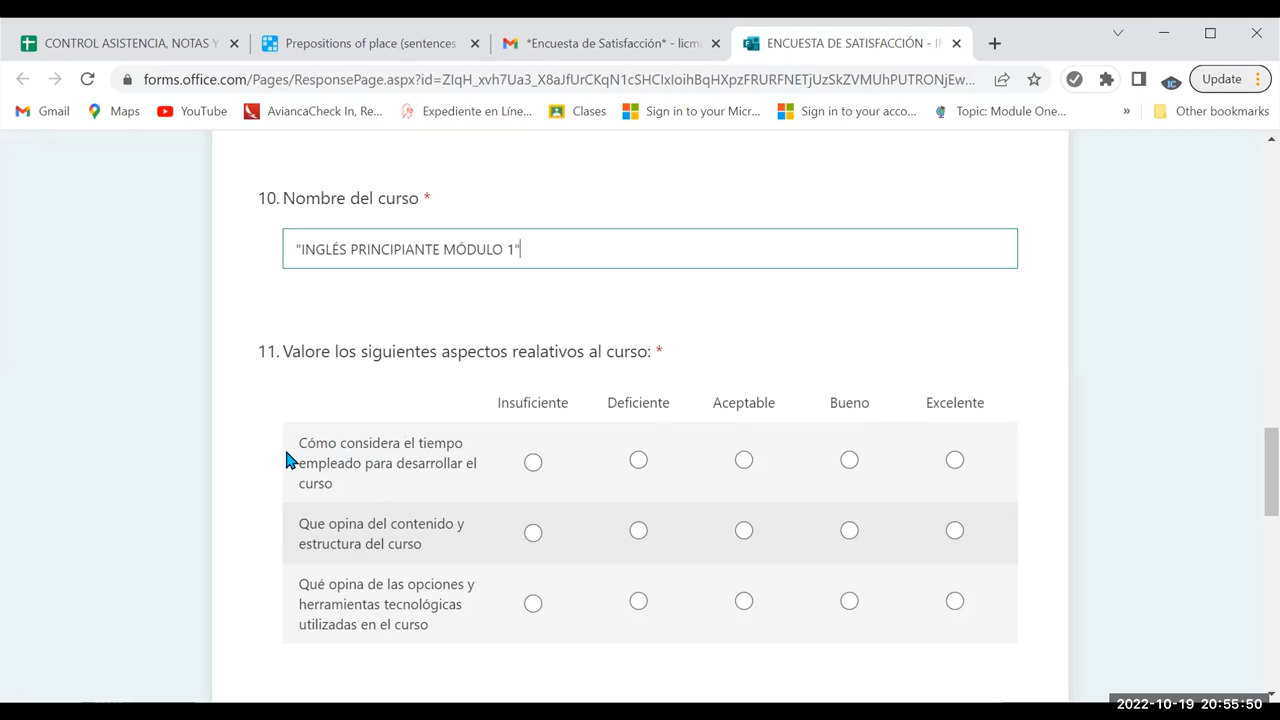 CONTROL ASISTENCIA, NOTAS Y
Prepositions of place (sentences
*Encuesta de Satisfacción* - licm
ENCUESTA DE SATISFACCIÓN - IN
forms.office.com/Pages/ResponsePage.aspx?id=ZIqH_xvh7Ua3_X8aJfUrCKqN1cSHCIxIoihBqHXpzFRURFNETjUzSkZVMUhPUTRONjEw...
Update
Gmail
Maps
YouTube
AviancaCheck In, Re...
Expediente en Líne...
Clases
Sign in to your Micr...
Sign in to your acco...
Topic: Module One...
»
Other bookmarks
10. Nombre del curso *
"INGLÉS PRINCIPIANTE MÓDULO 1"
11. Valore los siguientes aspectos realativos al curso: *
Insuficiente Deficiente Aceptable Bueno Excelente
Cómo considera el tiempo
empleado para desarrollar el
curso
Que opina del contenido y
estructura del curso
Qué opina de las opciones y
herramientas tecnológicas
utilizadas en el curso
2022-10-19 20:55:50